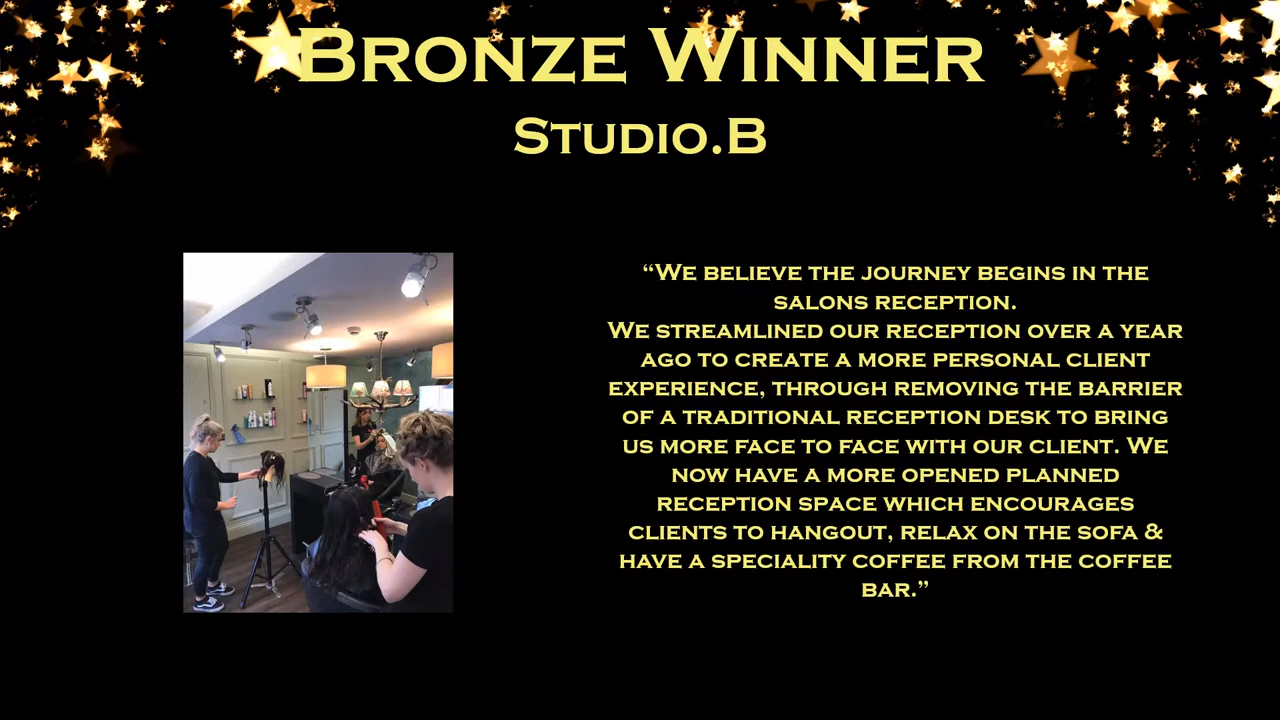 Bronze Winner
Studio.B
“We believe the journey begins in the
salons reception.
We streamlined our reception over a year
ago to create a more personal client
experience, through removing the barrier
of a traditional reception desk to bring
us more face to face with our client. We
now have a more opened planned
reception space which encourages
clients to hangout, relax on the sofa &
have a speciality coffee from the coffee
bar.”